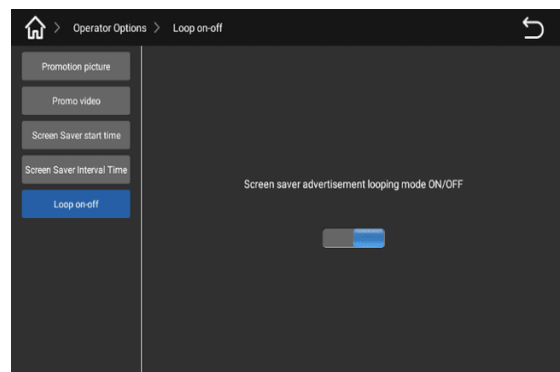 > Operator Options > Loop on-off
Promotion picture
Promo video
Screen Saver start time
Screen Saver Interval Time
Loop on-off
Screen saver advertisement looping mode ON/OFF